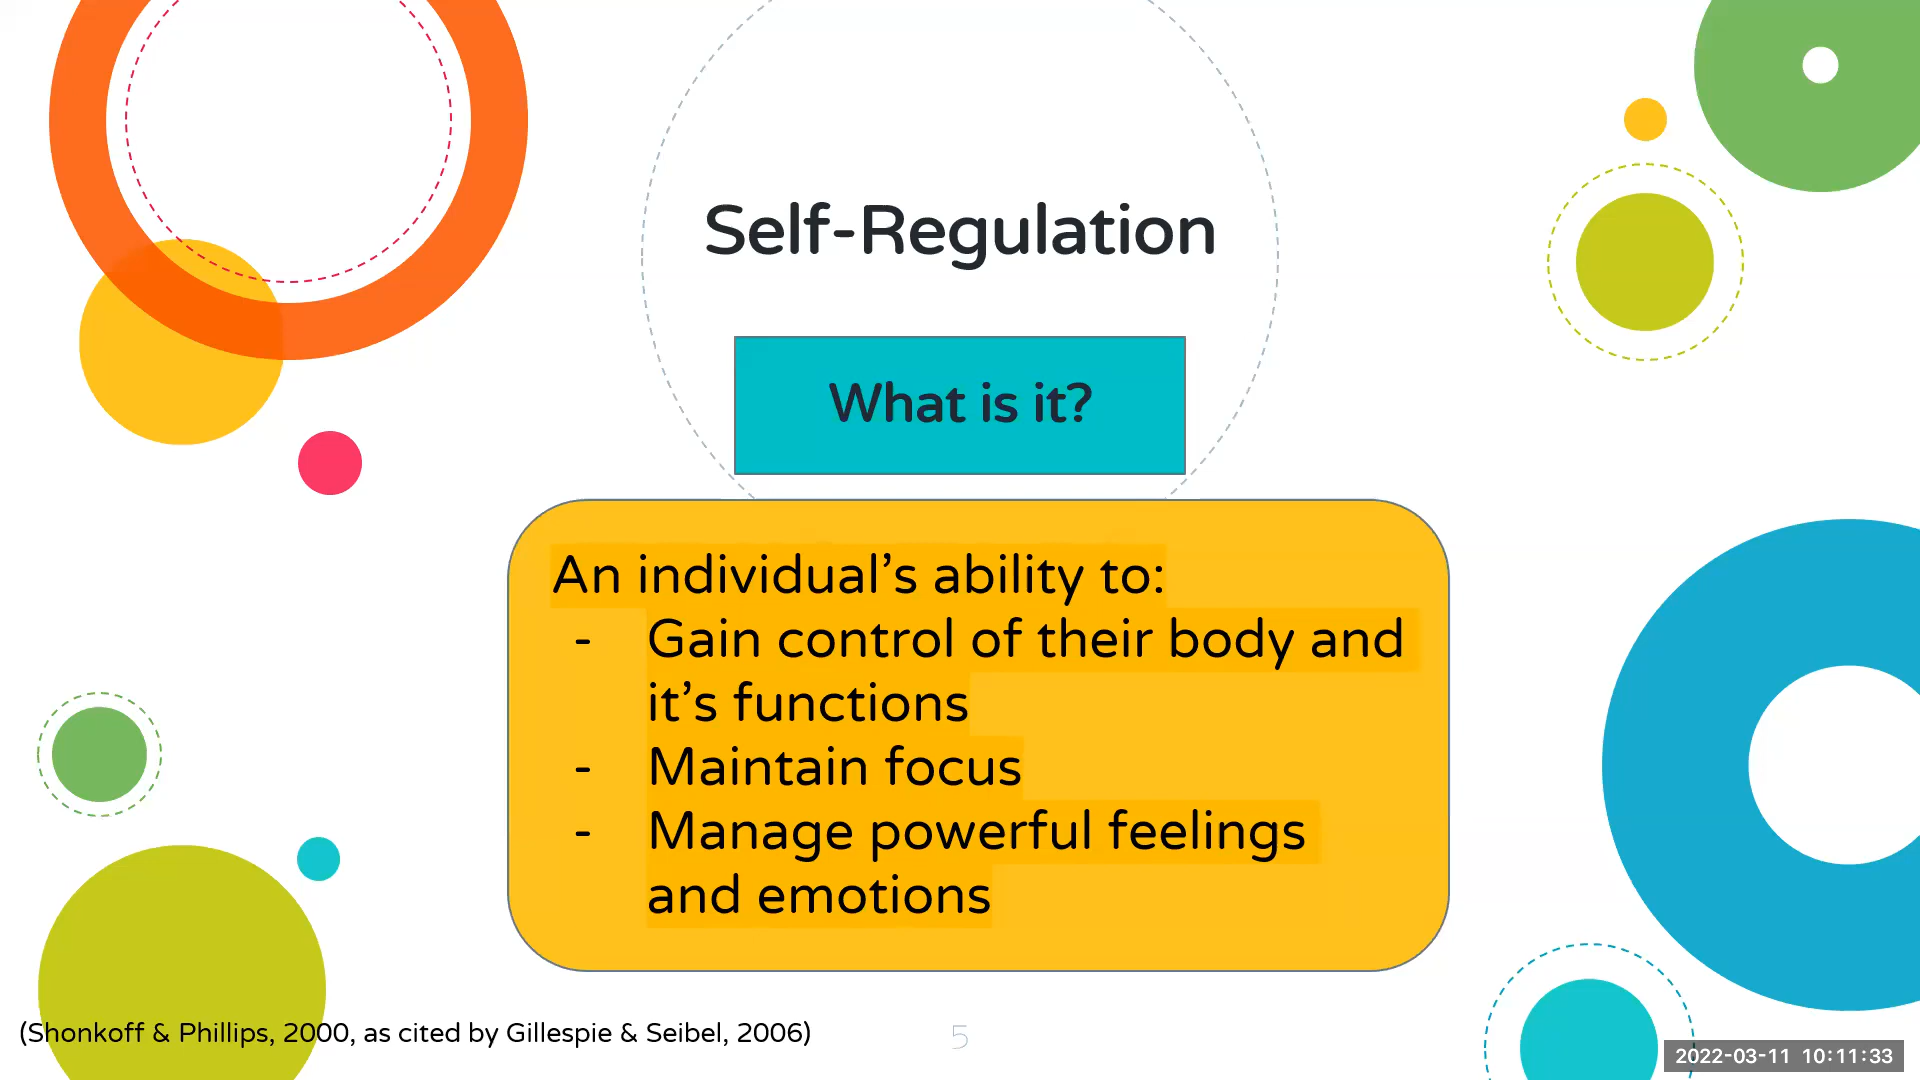 Self-Regulation
What is it?
An individual’s ability to:
- Gain control of their body and
it’s functions
- Maintain focus
- Manage powerful feelings
and emotions
(Shonkoff & Phillips, 2000, as cited by Gillespie & Seibel, 2006)
5
2022-03-11 10:11:33